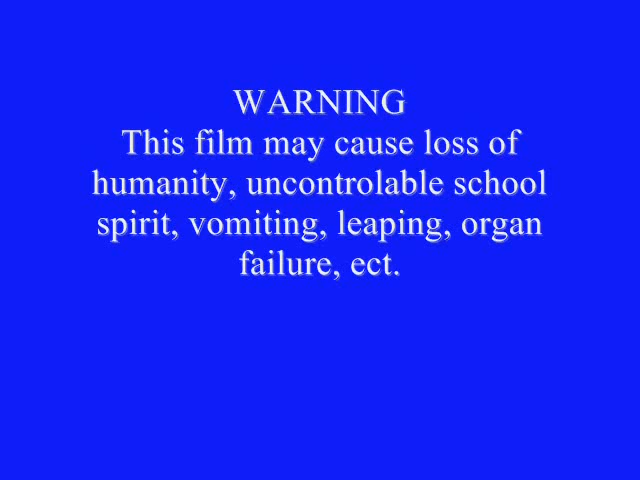 WARNING
This film may cause loss of
humanity, uncontrolable school
spirit, vomiting, leaping, organ
failure, ect.